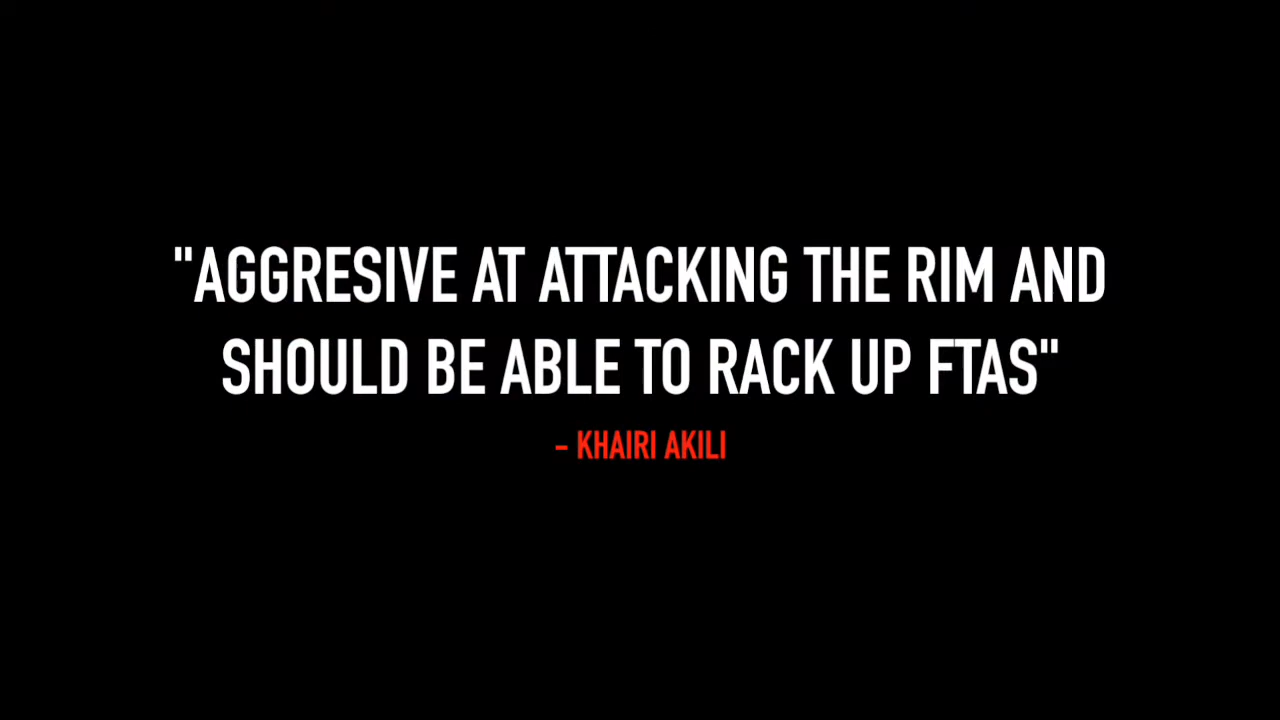 "AGGRESIVE AT ATTACKING THE RIM AND
SHOULD BE ABLE TO RACK UP FTAS"
- KHAIRI AKILI